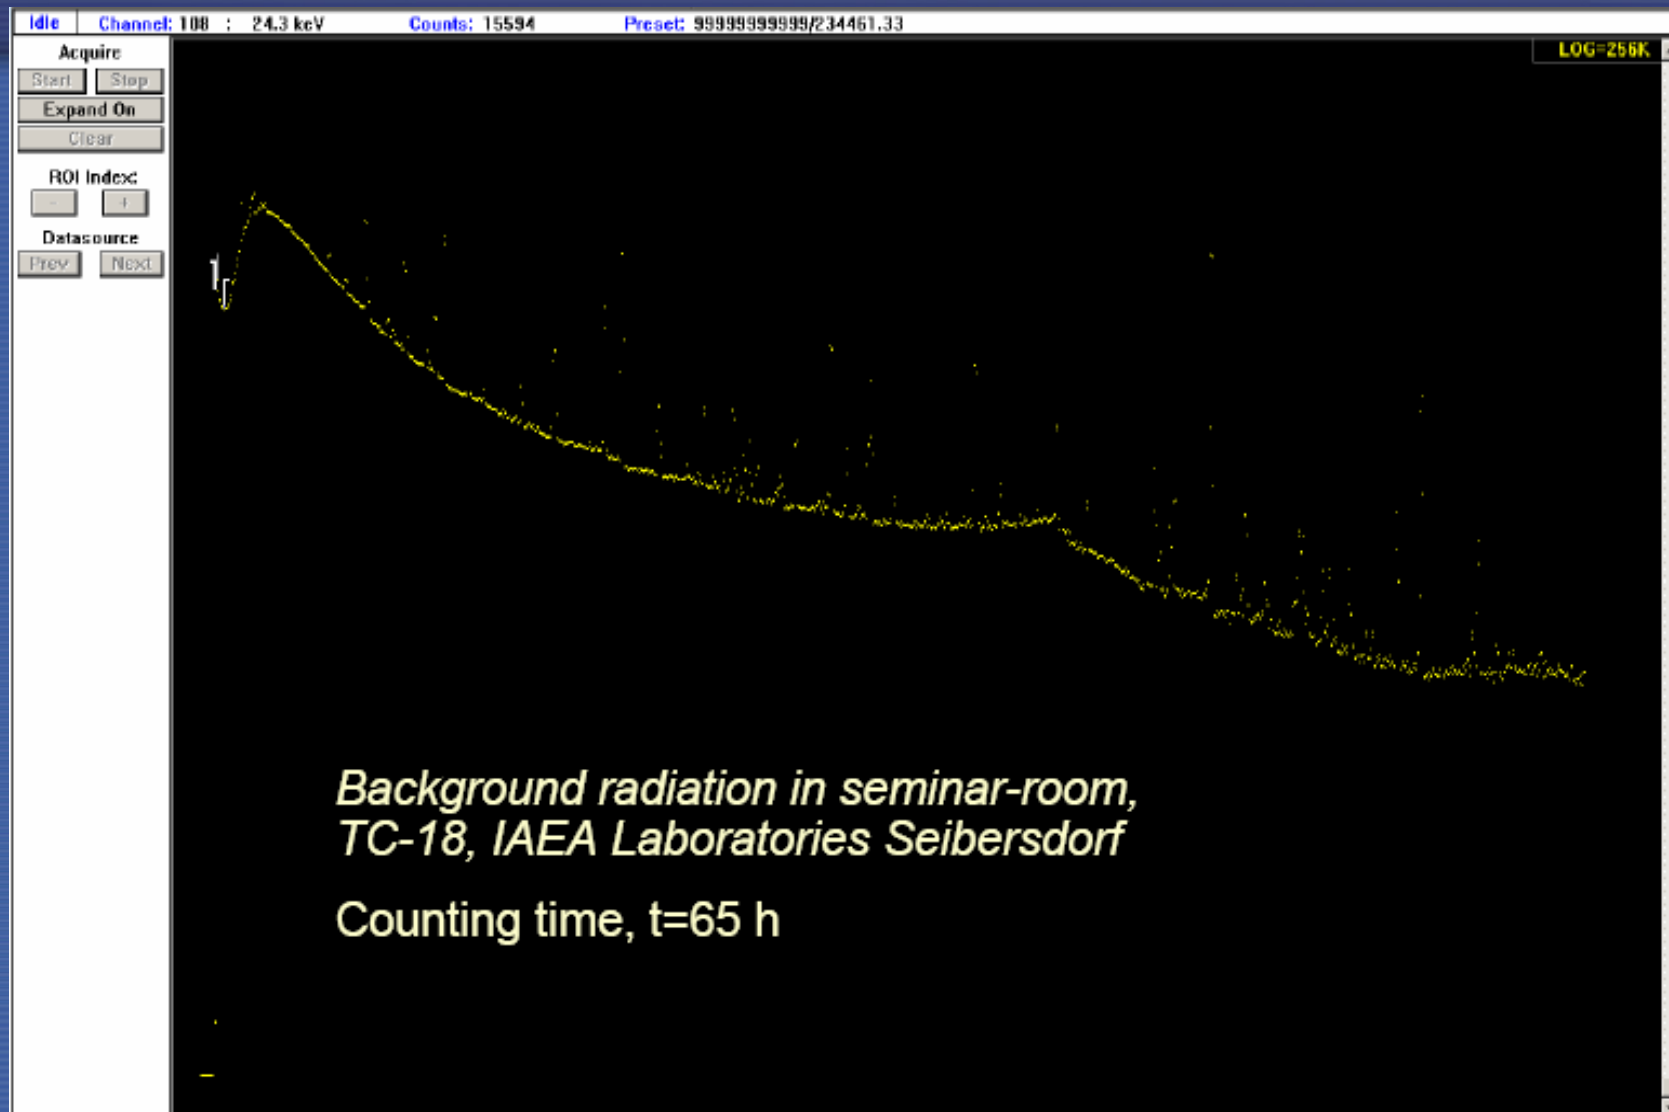 Idle Channel: 108 : 24.3 keV Counts: 15594 Preset: 99999999999/234461.33
LOG=256K
Acquire
Start Stop
Expand On
Clear
ROI Index:
- +
Datasource
Prev Next
1
Background radiation in seminar-room,
TC-18, IAEA Laboratories Seibersdorf
Counting time, t=65 h